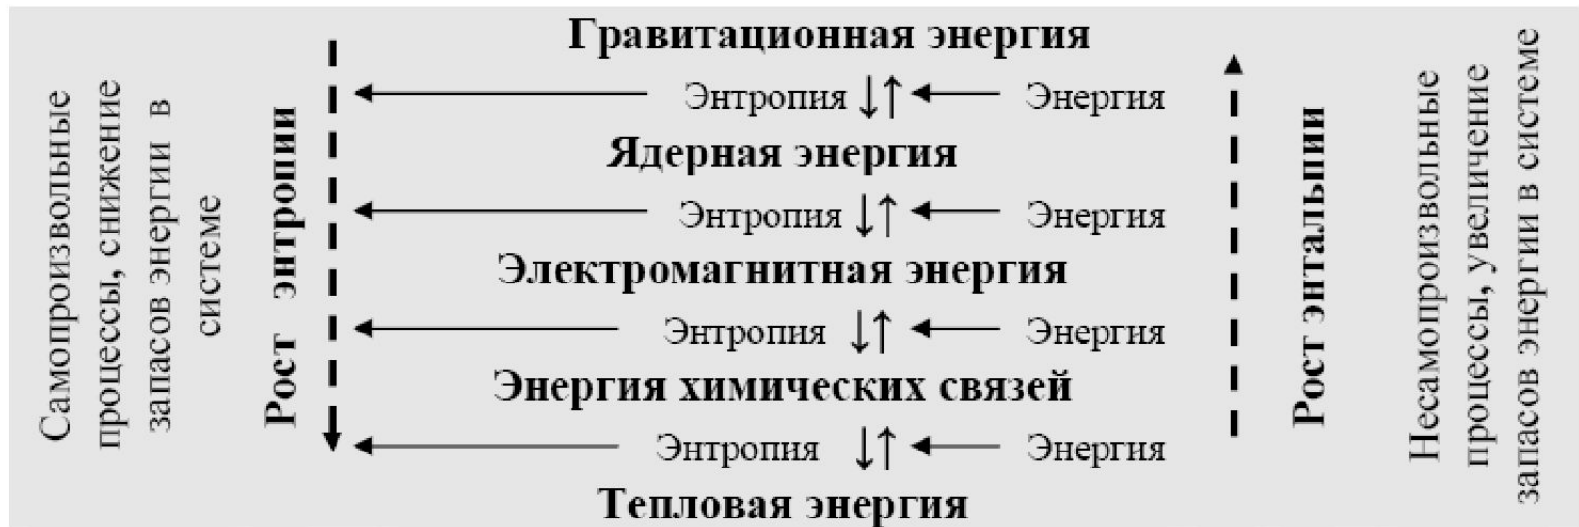 Самопроизвольные
процессы, снижение
запасов энергии в
системе
Рост энтропии
Гравитационная энергия
Энтропия ↓↑ Энергия
Ядерная энергия
Энтропия ↓↑ Энергия
Электромагнитная энергия
Энтропия ↓↑ Энергия
Энергия химических связей
Энтропия ↓↑ Энергия
Тепловая энергия
Рост энтальпии
Несамопроизвольные
процессы, увеличение
запасов энергии в системе